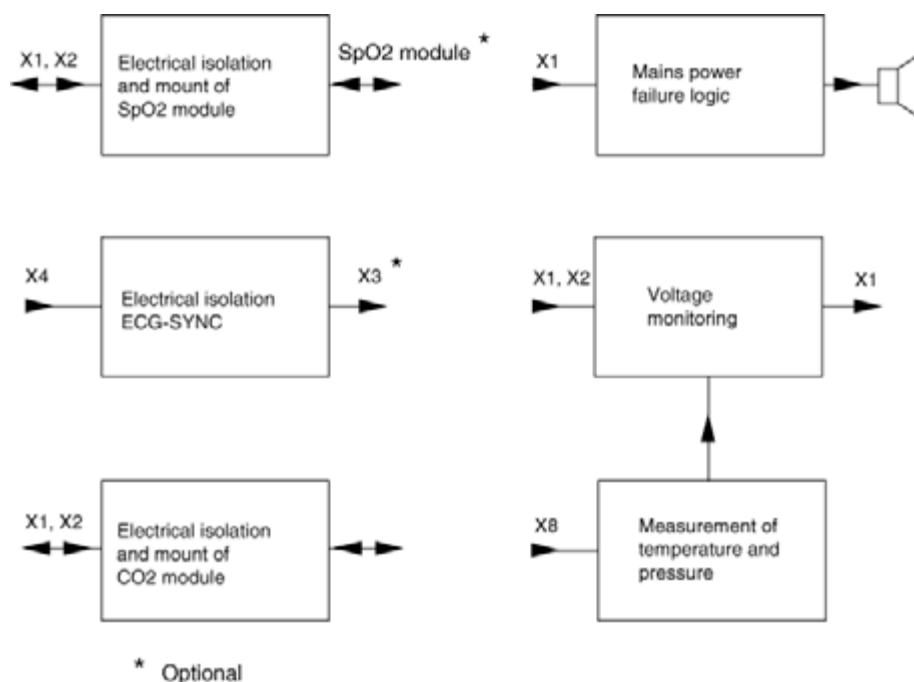 X1, X2
Electrical isolation
and mount of
SpO2 module
SpO2 module *
X1
Mains power
failure logic
X4
Electrical isolation
ECG-SYNC
X3 *
X1, X2
Voltage
monitoring
X1
X1, X2
Electrical isolation
and mount of
CO2 module
X8
Measurement of
temperature and
pressure
* Optional